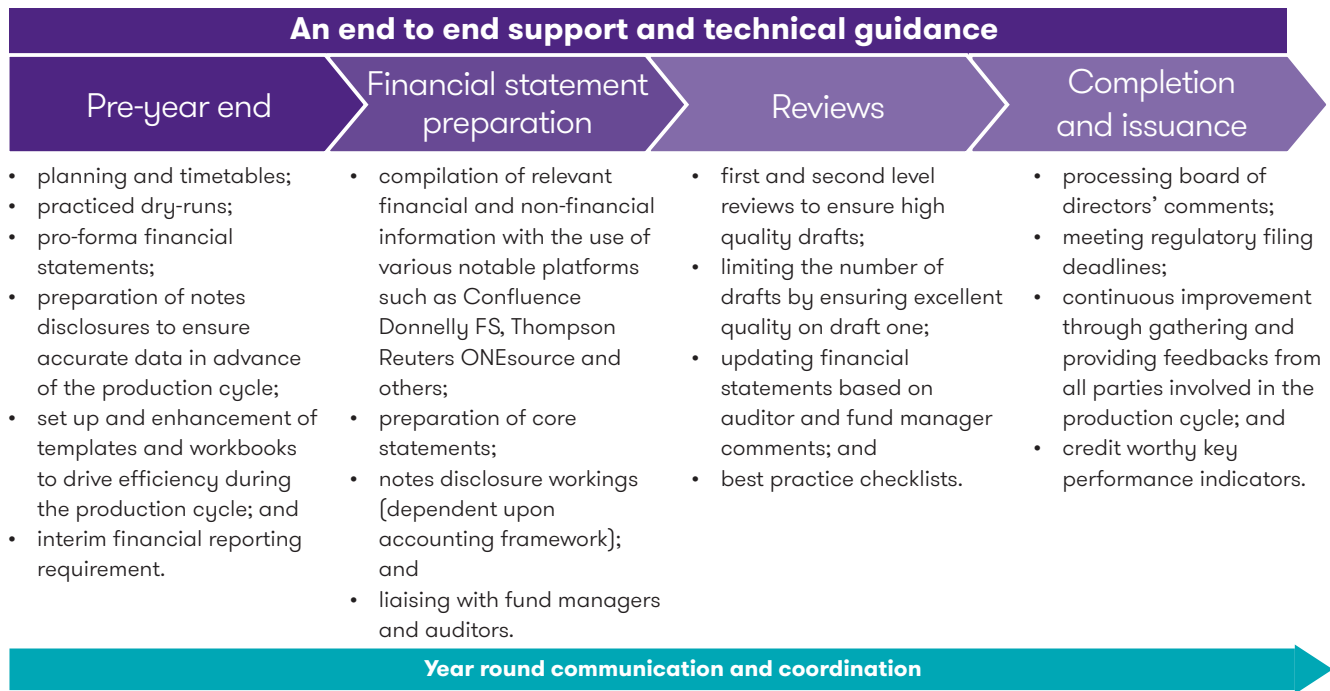 An end to end support and technical guidance
Pre-year end
Financial statement
preparation
Reviews
Completion
and issuance
• planning and timetables;
• practiced dry-runs;
• pro-forma financial
statements;
• preparation of notes
disclosures to ensure
accurate data in advance
of the production cycle;
• set up and enhancement of
templates and workbooks
to drive efficiency during
the production cycle; and
• interim financial reporting
requirement.
• compilation of relevant
financial and non-financial
information with the use of
various notable platforms
such as Confluence
Donnelly FS, Thompson
Reuters ONEsource and
others;
• preparation of core
statements;
• notes disclosure workings
(dependent upon
accounting framework);
and
• liaising with fund managers
and auditors.
• first and second level
reviews to ensure high
quality drafts;
• limiting the number of
drafts by ensuring excellent
quality on draft one;
• updating financial
statements based on
auditor and fund manager
comments; and
• best practice checklists.
• processing board of
directors' comments;
• meeting regulatory filing
deadlines;
• continuous improvement
through gathering and
providing feedbacks from
all parties involved in the
production cycle; and
• credit worthy key
performance indicators.
Year round communication and coordination